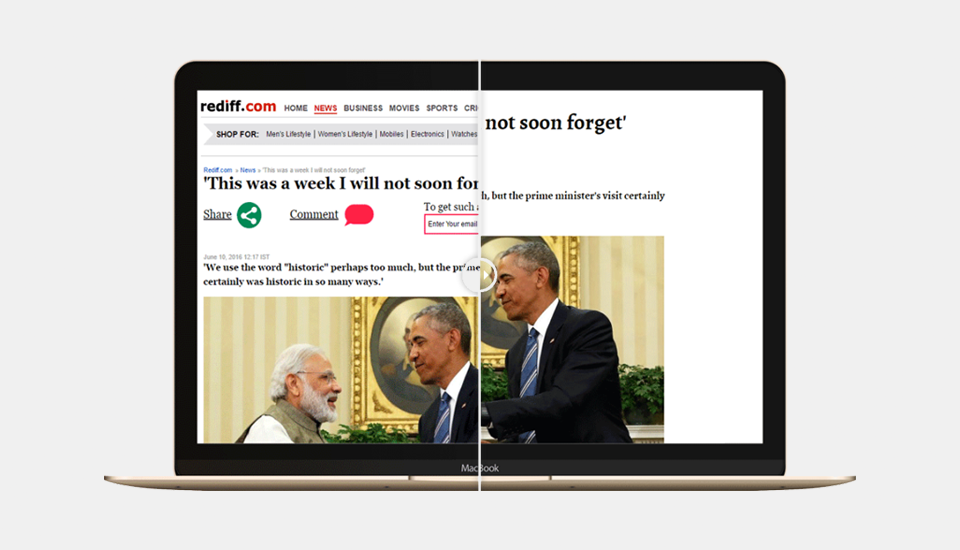 rediff.com HOME NEWS BUSINESS MOVIES SPORTS CRI
SHOP FOR: Men's Lifestyle | Women's Lifestyle | Mobiles | Electronics | Watches
Rediff.com » News » 'This was a week I will not soon forget'
'This was a week I will not soon for
Share Comment To get such a
Enter Your email
June 10, 2016 12:17 IST
'We use the word "historic" perhaps too much, but the prime
certainly was historic in so many ways.'
not soon forget'
h, but the prime minister's visit certainly
MacBook